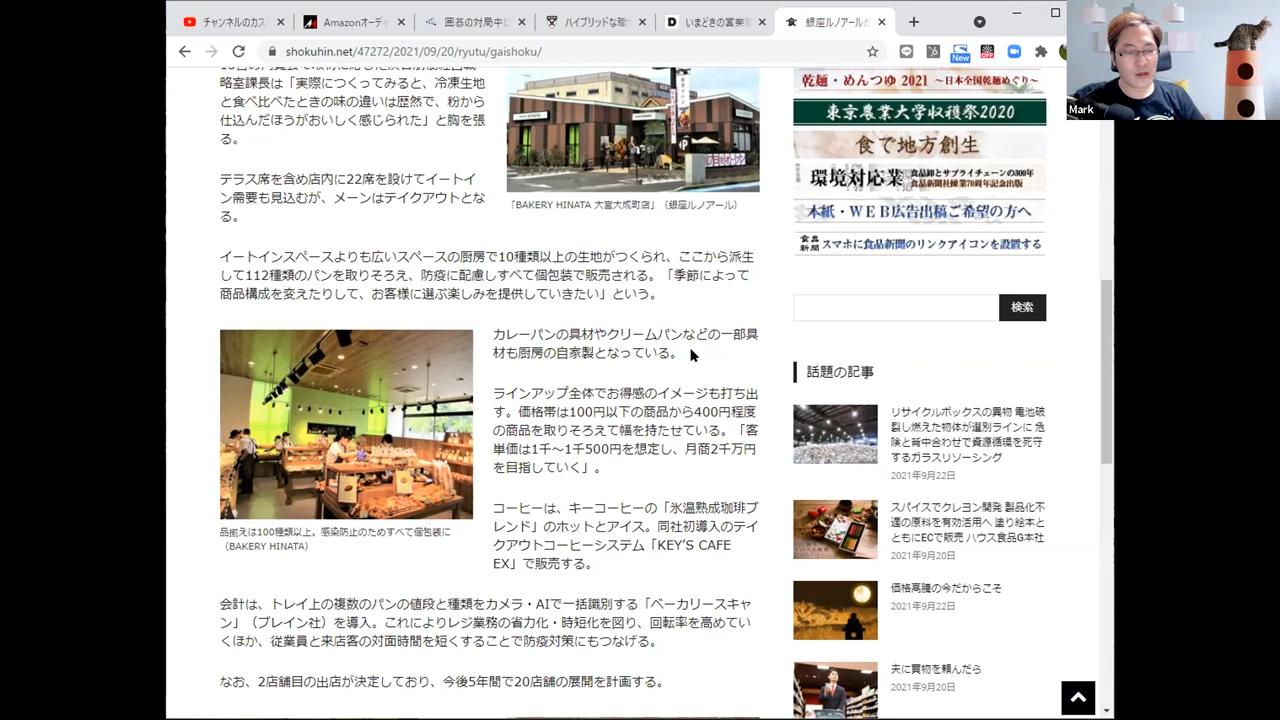 チャンネルのカス
Amazonオーデ
囲碁の対局中に
ハイブリッドな職
いまどきの営業
銀座ルノアールが
shokuhin.net/47272/2021/09/20/ryutu/gaishoku/
New
Mark
略室課長は「実際につくってみると、冷凍生地
と食べ比べたときの味の違いは歴然で、粉から
仕込んだほうがおいしく感じられた」と胸を張
る。
テラス席を含め店内に22席を設けてイートイ
ン需要も見込むが、メーンはテイクアウトとな
る。
「BAKERY HINATA 大宮大成町店」（銀座ルノアール）
イートインスペースよりも広いスペースの厨房で10種類以上の生地がつくられ、ここから派生
して112種類のパンを取りそろえ、防疫に配慮しすべて個包装で販売される。「季節によって
商品構成を変えたりして、お客様に選ぶ楽しみを提供していきたい」という。
カレーパンの具材やクリームパンなどの一部具
材も厨房の自家製となっている。
ラインアップ全体でお得感のイメージも打ち出
す。価格帯は100円以下の商品から400円程度
の商品を取りそろえて幅を持たせている。「客
単価は1千～1千500円を想定し、月商2千万円
を目指していく」。
品揃えは100種類以上。感染防止のためすべて個包装に
（BAKERY HINATA）
コーヒーは、キーコーヒーの「氷温熟成珈琲ブ
レンド」のホットとアイス。同社初導入のテイ
クアウトコーヒーシステム「KEY'S CAFE
EX」で販売する。
会計は、トレイ上の複数のパンの値段と種類をカメラ・AIで一括識別する「ベーカリースキャ
ン」（ブレイン社）を導入。これによりレジ業務の省力化・時短化を図り、回転率を高めてい
くほか、従業員と来店客の対面時間を短くすることで防疫対策にもつなげる。
なお、2店舗目の出店が決定しており、今後5年間で20店舗の展開を計画する。
乾麺・めんつゆ 2021 ～日本全国乾麺めぐり～
東京農業大学収穫祭2020
食で地方創生
環境対応業 食品卸とサプライチェーンの300年
食品新聞社操業70周年記念出版
本紙・ＷＥＢ広告出稿ご希望の方へ
食品新聞 スマホに食品新聞のリンクアイコンを設置する
検索
話題の記事
リサイクルボックスの異物 電池破
裂し燃えた物体が選別ラインに 危
険と背中合わせで資源循環を死守
するガラスリソーシング
2021年9月22日
スパイスでクレヨン開発 製品化不
適の原料を有効活用へ 塗り絵本と
ともにECで販売 ハウス食品G本社
2021年9月20日
価格高騰の今だからこそ
2021年9月22日
夫に買物を頼んだら
2021年9月20日